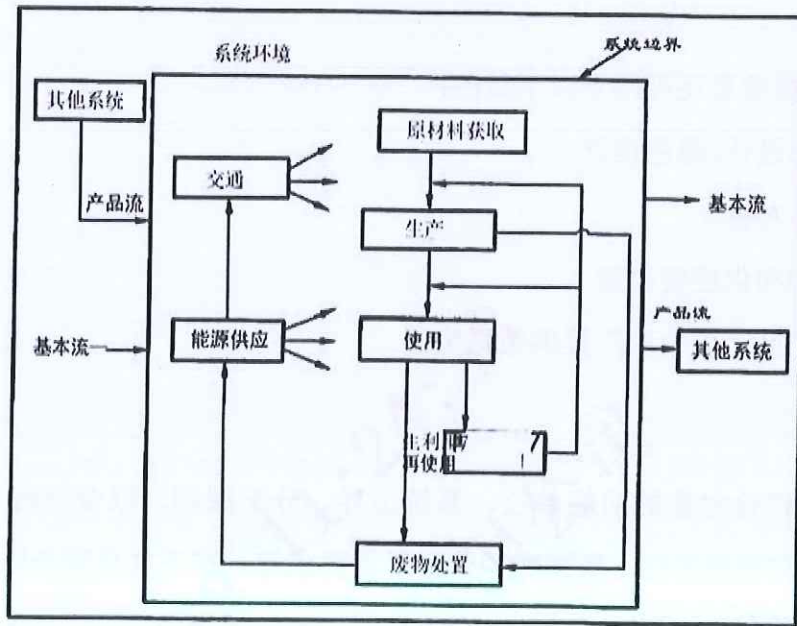 系统环境
系统边界
其他系统
原材料获取
交通
产品流
基本流
生产
产品流
基本流
能源供应
使用
其他系统
再使用
废物处置